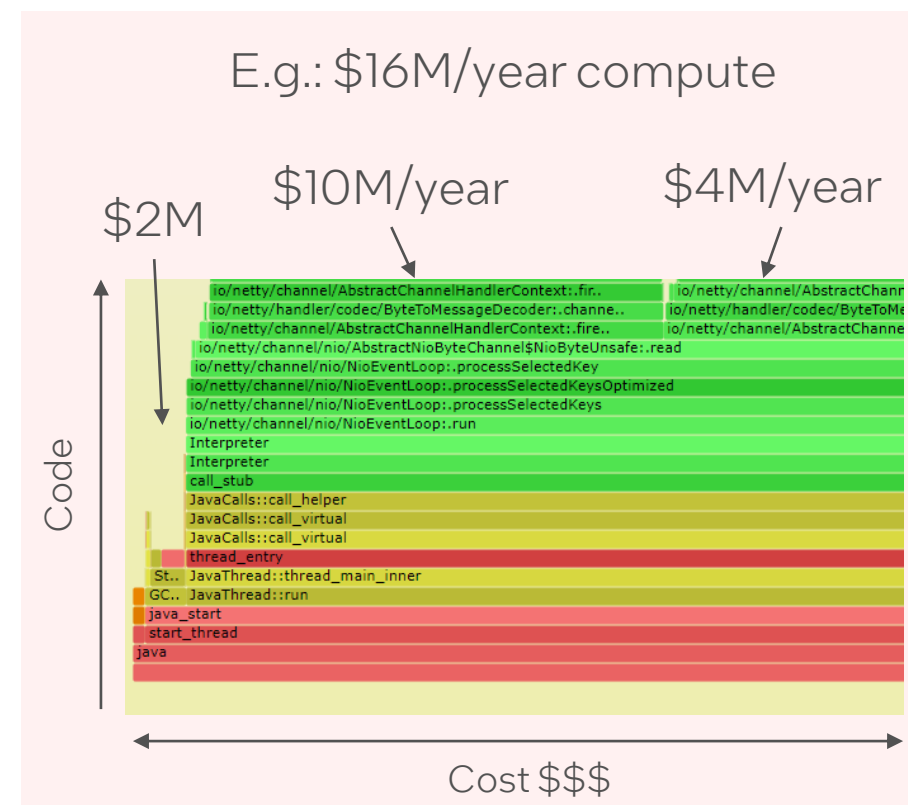 E.g.: $16M/year compute
$10M/year
$4M/year
$2M
io/netty/channel/AbstractChannelHandlerContext:.fir..
io/netty/channel/AbstractChann
io/netty/handler/codec/ByteToMessageDecoder:.channe..
io/netty/handler/codec/ByteToMe
io/netty/channel/AbstractChannelHandlerContext:.fire..
io/netty/channel/AbstractChanne
io/netty/channel/nio/AbstractNioByteChannel$NioByteUnsafe:.read
io/netty/channel/nio/NioEventLoop:.processSelectedKey
io/netty/channel/nio/NioEventLoop:.processSelectedKeysOptimized
io/netty/channel/nio/NioEventLoop:.processSelectedKeys
io/netty/channel/nio/NioEventLoop:.run
Interpreter
Interpreter
call_stub
JavaCalls::call_helper
JavaCalls::call_virtual
JavaCalls::call_virtual
thread_entry
St.. JavaThread::thread_main_inner
GC.. JavaThread::run
java_start
start_thread
java
Code
Cost $$$